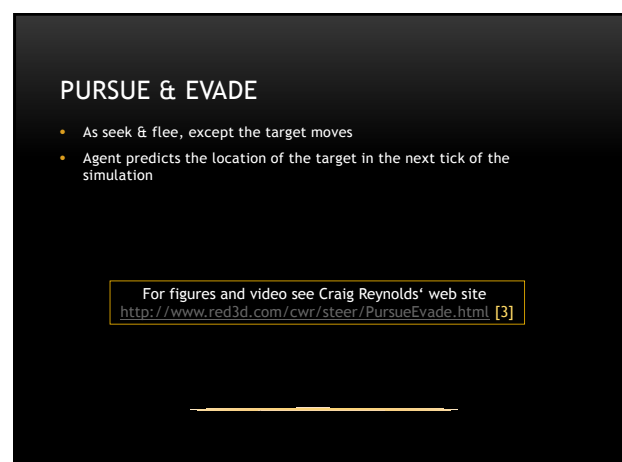 PURSUE & EVADE
• As seek & flee, except the target moves
• Agent predicts the location of the target in the next tick of the
simulation
For figures and video see Craig Reynolds‘ web site
http://www.red3d.com/cwr/steer/PursueEvade.html [3]